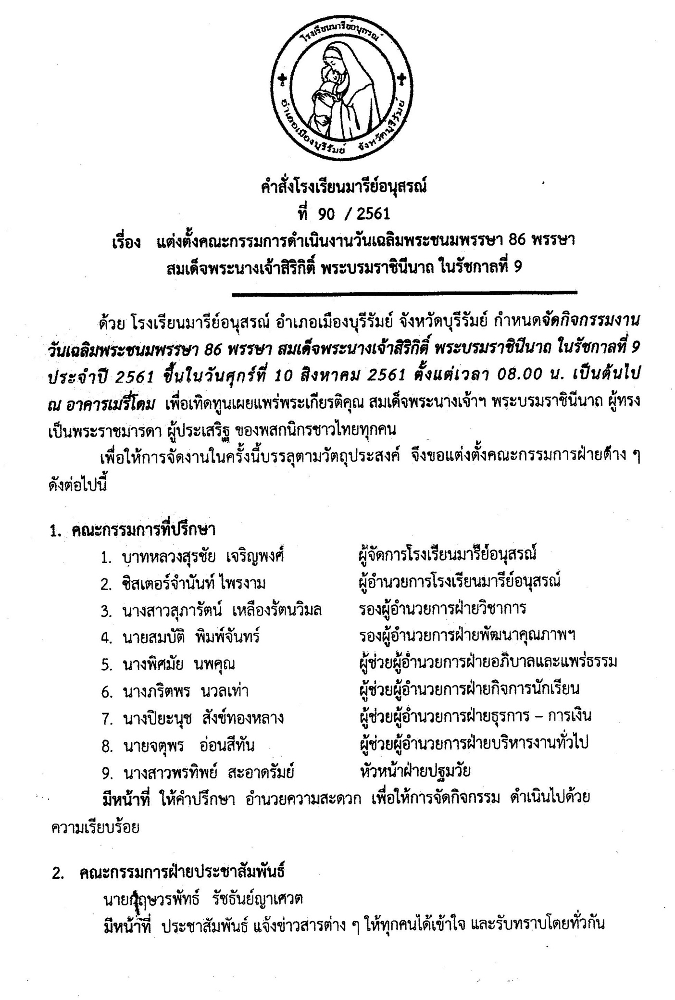 โรงเรียนมารีย์อนุสรณ์
อำเภอเมืองบุรีรัมย์ จังหวัดบุรีรัมย์
คำสั่งโรงเรียนมารีย์อนุสรณ์
ที่ 90 / 2561
เรื่อง แต่งตั้งคณะกรรมการดำเนินงานวันเฉลิมพระชนมพรรษา 86 พรรษา
สมเด็จพระนางเจ้าสิริกิติ์ พระบรมราชินีนาถ ในรัชกาลที่ 9
ด้วย โรงเรียนมารีย์อนุสรณ์ อำเภอเมืองบุรีรัมย์ จังหวัดบุรีรัมย์ กำหนดจัดกิจกรรมงาน
วันเฉลิมพระชนมพรรษา 86 พรรษา สมเด็จพระนางเจ้าสิริกิติ์ พระบรมราชินีนาถ ในรัชกาลที่ 9
ประจำปี 2561 ขึ้นในวันศุกร์ที่ 10 สิงหาคม 2561 ตั้งแต่เวลา 08.00 น. เป็นต้นไป
ณ อาคารเมรี่โดม เพื่อเทิดทูนเผยแพร่พระเกียรติคุณ สมเด็จพระนางเจ้าฯ พระบรมราชินีนาถ ผู้ทรง
เป็นพระราชมารดา ผู้ประเสริฐ ของพสกนิกรชาวไทยทุกคน
เพื่อให้การจัดงานในครั้งนี้บรรลุตามวัตถุประสงค์ จึงขอแต่งตั้งคณะกรรมการฝ่ายต่าง ๆ
ดังต่อไปนี้
1. คณะกรรมการที่ปรึกษา
1. บาทหลวงสุรชัย เจริญพงศ์ ผู้จัดการโรงเรียนมารีย์อนุสรณ์
2. ซิสเตอร์จำนันท์ ไพรงาม ผู้อำนวยการโรงเรียนมารีย์อนุสรณ์
3. นางสาวสุภารัตน์ เหลืองรัตนวิมล รองผู้อำนวยการฝ่ายวิชาการ
4. นายสมบัติ พิมพ์จันทร์ รองผู้อำนวยการฝ่ายพัฒนาคุณภาพฯ
5. นางพิศมัย นพคุณ ผู้ช่วยผู้อำนวยการฝ่ายอภิบาลและแพร่ธรรม
6. นางภริตพร นวลเท่า ผู้ช่วยผู้อำนวยการฝ่ายกิจการนักเรียน
7. นางปิยะนุช สังข์ทองหลาง ผู้ช่วยผู้อำนวยการฝ่ายธุรการ – การเงิน
8. นายจตุพร อ่อนสีทัน ผู้ช่วยผู้อำนวยการฝ่ายบริหารงานทั่วไป
9. นางสาวพรทิพย์ สะอาดรัมย์ หัวหน้าฝ่ายปฐมวัย
มีหน้าที่ ให้คำปรึกษา อำนวยความสะดวก เพื่อให้การจัดกิจกรรม ดำเนินไปด้วย
ความเรียบร้อย
2. คณะกรรมการฝ่ายประชาสัมพันธ์
รัชธันย์ญาเศวต
มีหน้าที่ ประชาสัมพันธ์ แจ้งข่าวสารต่าง ๆ ให้ทุกคนได้เข้าใจ และรับทราบโดยทั่วกัน